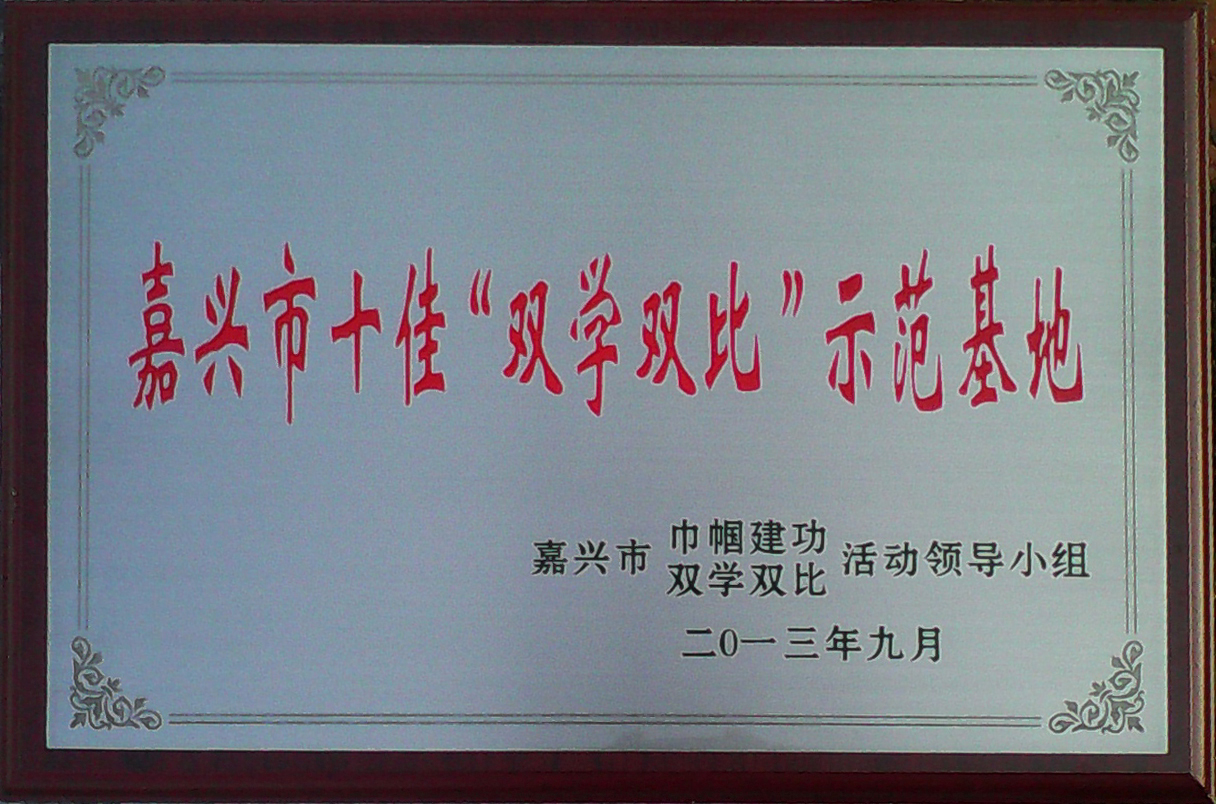 嘉兴市十佳“双学双比”示范基地
嘉兴市 巾帼建功 双学双比 活动领导小组
二0一三年九月